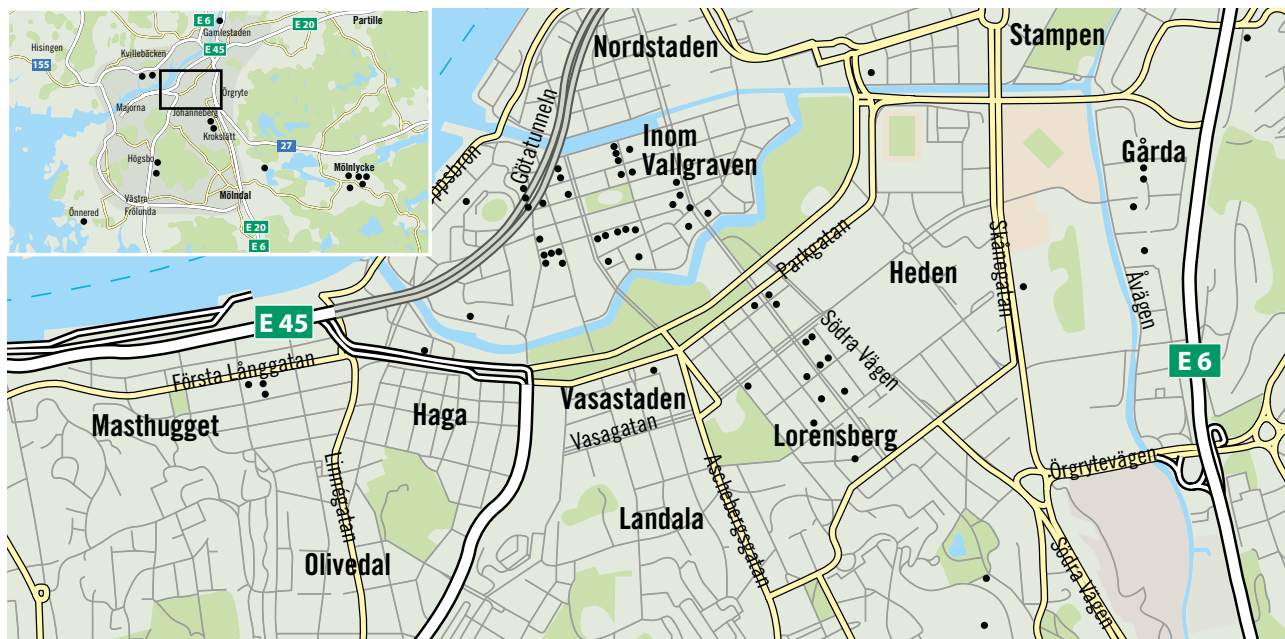 E 6
E 20
Partille
Gamlestaden
Hisingen
Kvillebäcken
E 45
155
Örgryte
Majorna
Johanneberg
Krokslätt
27
Högsbo
Mölnlycke
Västra
Frölunda
Mölndal
Önnered
E 20
E 6
Nordstaden
Stampen
Götatunneln
Inom
Vallgraven
Gårda
ppsbron
Parkgatan
Skånegatan
Heden
Åvägen
E 45
Södra Vägen
E 6
Första Långgatan
Masthugget
Haga
Vasastaden
Vasagatan
Lorensberg
Örgrytevägen
Linnégatan
Aschebergsgatan
Landala
Olivedal
Södra Vägen